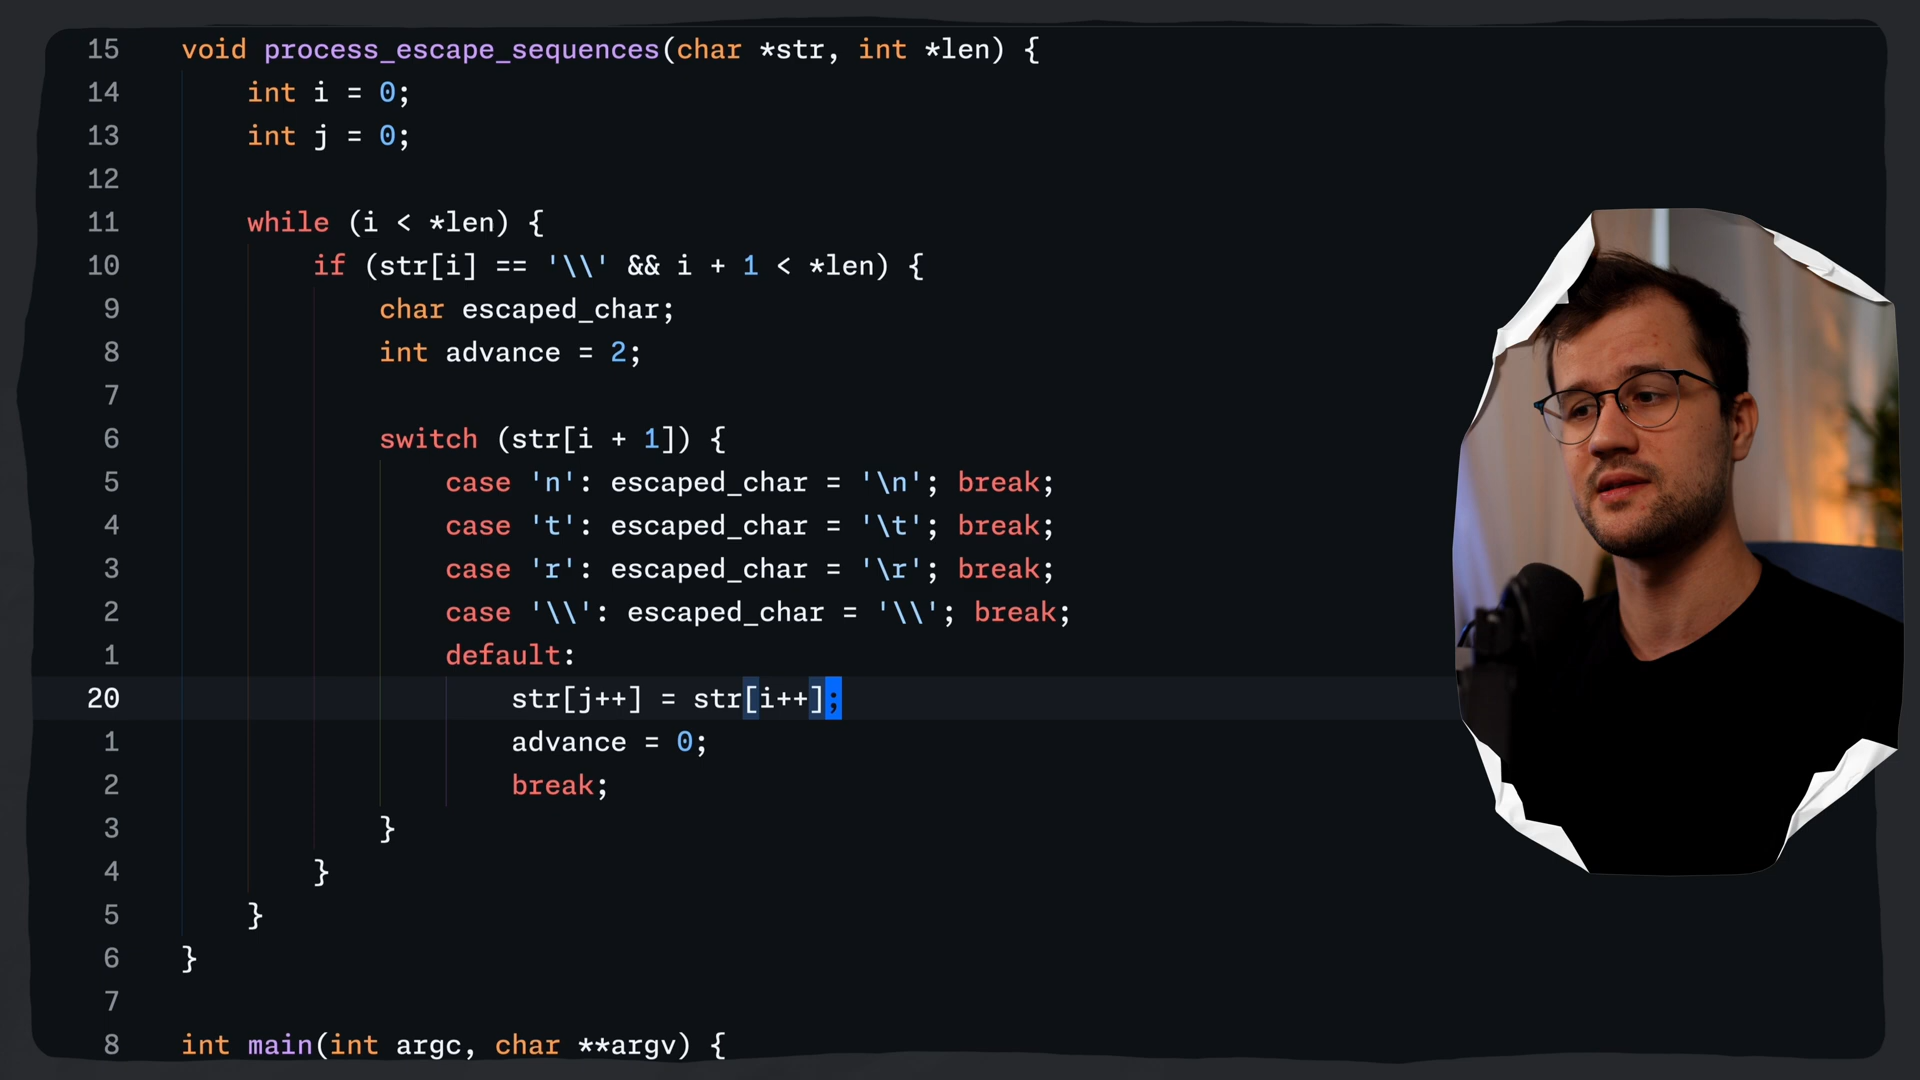 15 void process_escape_sequences(char *str, int *len) {
14 int i = 0;
13 int j = 0;
12
11 while (i < *len) {
10 if (str[i] == '\\' && i + 1 < *len) {
9 char escaped_char;
8 int advance = 2;
7
6 switch (str[i + 1]) {
5 case 'n': escaped_char = '\n'; break;
4 case 't': escaped_char = '\t'; break;
3 case 'r': escaped_char = '\r'; break;
2 case '\\': escaped_char = '\\'; break;
1 default:
20 str[j++] = str[i++];
1 advance = 0;
2 break;
3 }
4 }
5 }
6 }
7
8 int main(int argc, char **argv) {